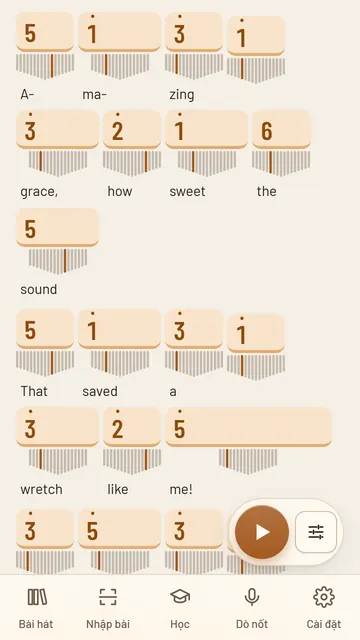 5 1̇ 3̇ 1̇
A- ma- zing
3̇ 2̇ 1̇ 6
grace, how sweet the
5
sound
5 1̇ 3̇ 1̇
That saved a
3̇ 2̇ 5̇
wretch like me!
3̇ 5̇ 3̇
Bài hát Nhập bài Học Dò nốt Cài đặt